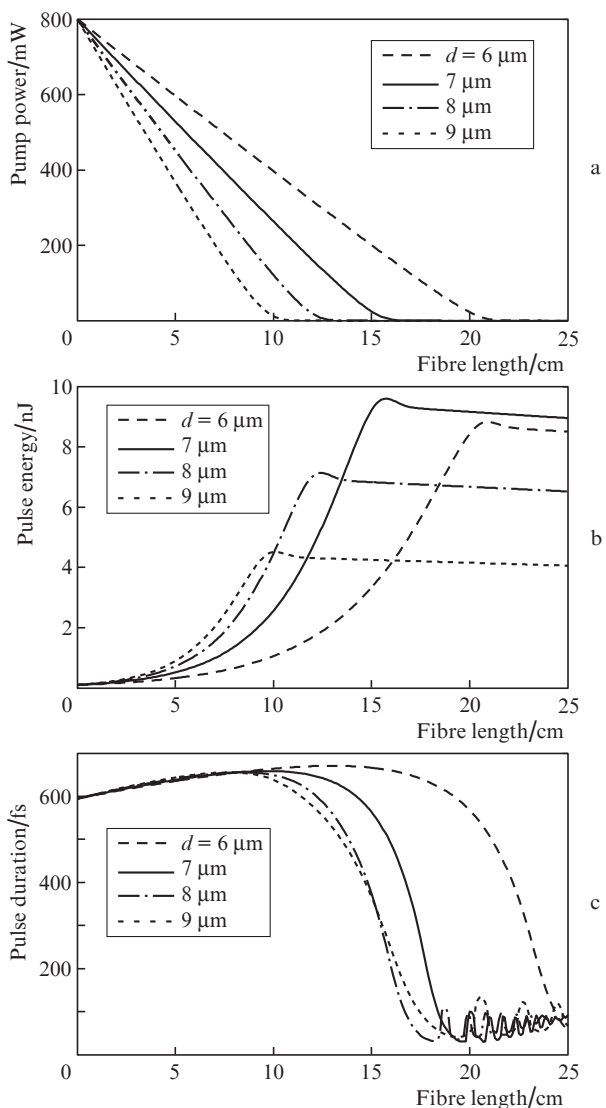 800
600
400
200
0
5
10
15
20
25
Pump power/mW
Fibre length/cm
d = 6 µm
7 µm
8 µm
9 µm
a
10
8
6
4
2
0
5
10
15
20
25
Pulse energy/nJ
Fibre length/cm
d = 6 µm
7 µm
8 µm
9 µm
b
600
400
200
0
5
10
15
20
25
Pulse duration/fs
Fibre length/cm
d = 6 µm
7 µm
8 µm
9 µm
c